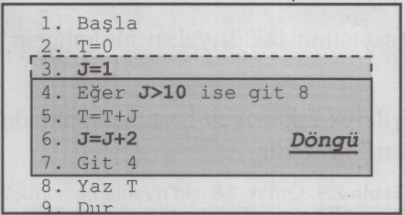 1. Başla
2. T=0
3. J=1
4. Eğer J>10 ise git 8
5. T=T+J
6. J=J+2 Döngü
7. Git 4
8. Yaz T
9. Dur